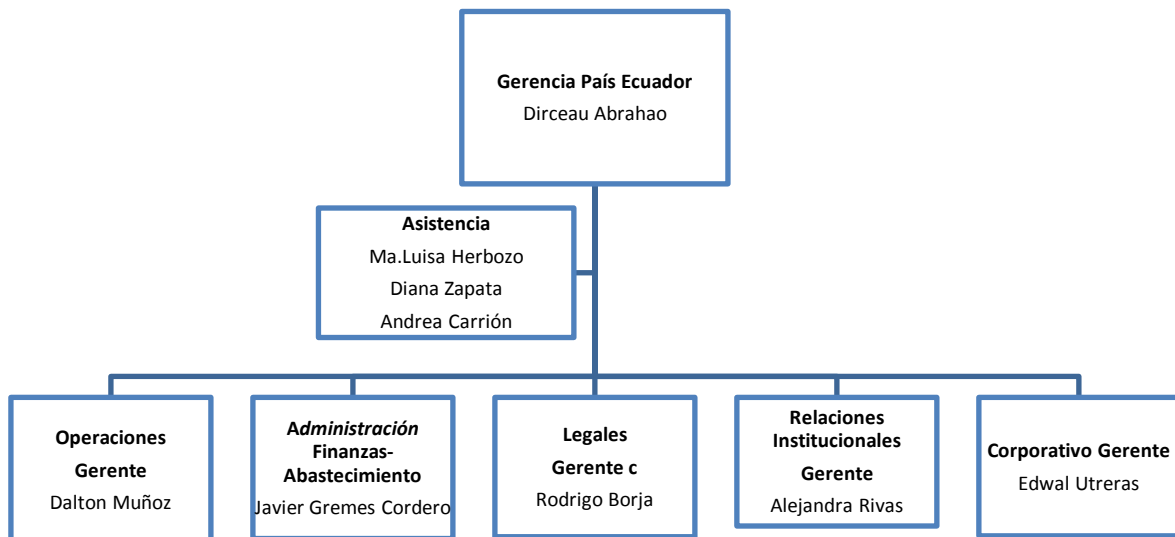 Gerencia País Ecuador
Dirceau Abrahao
Asistencia
Ma.Luisa Herbozo
Diana Zapata
Andrea Carrión
Operaciones
Gerente
Dalton Muñoz
Administración
Finanzas-
Abastecimiento
Javier Gremes Cordero
Legales
Gerente c
Rodrigo Borja
Relaciones
Institucionales
Gerente
Alejandra Rivas
Corporativo Gerente
Edwal Utreras